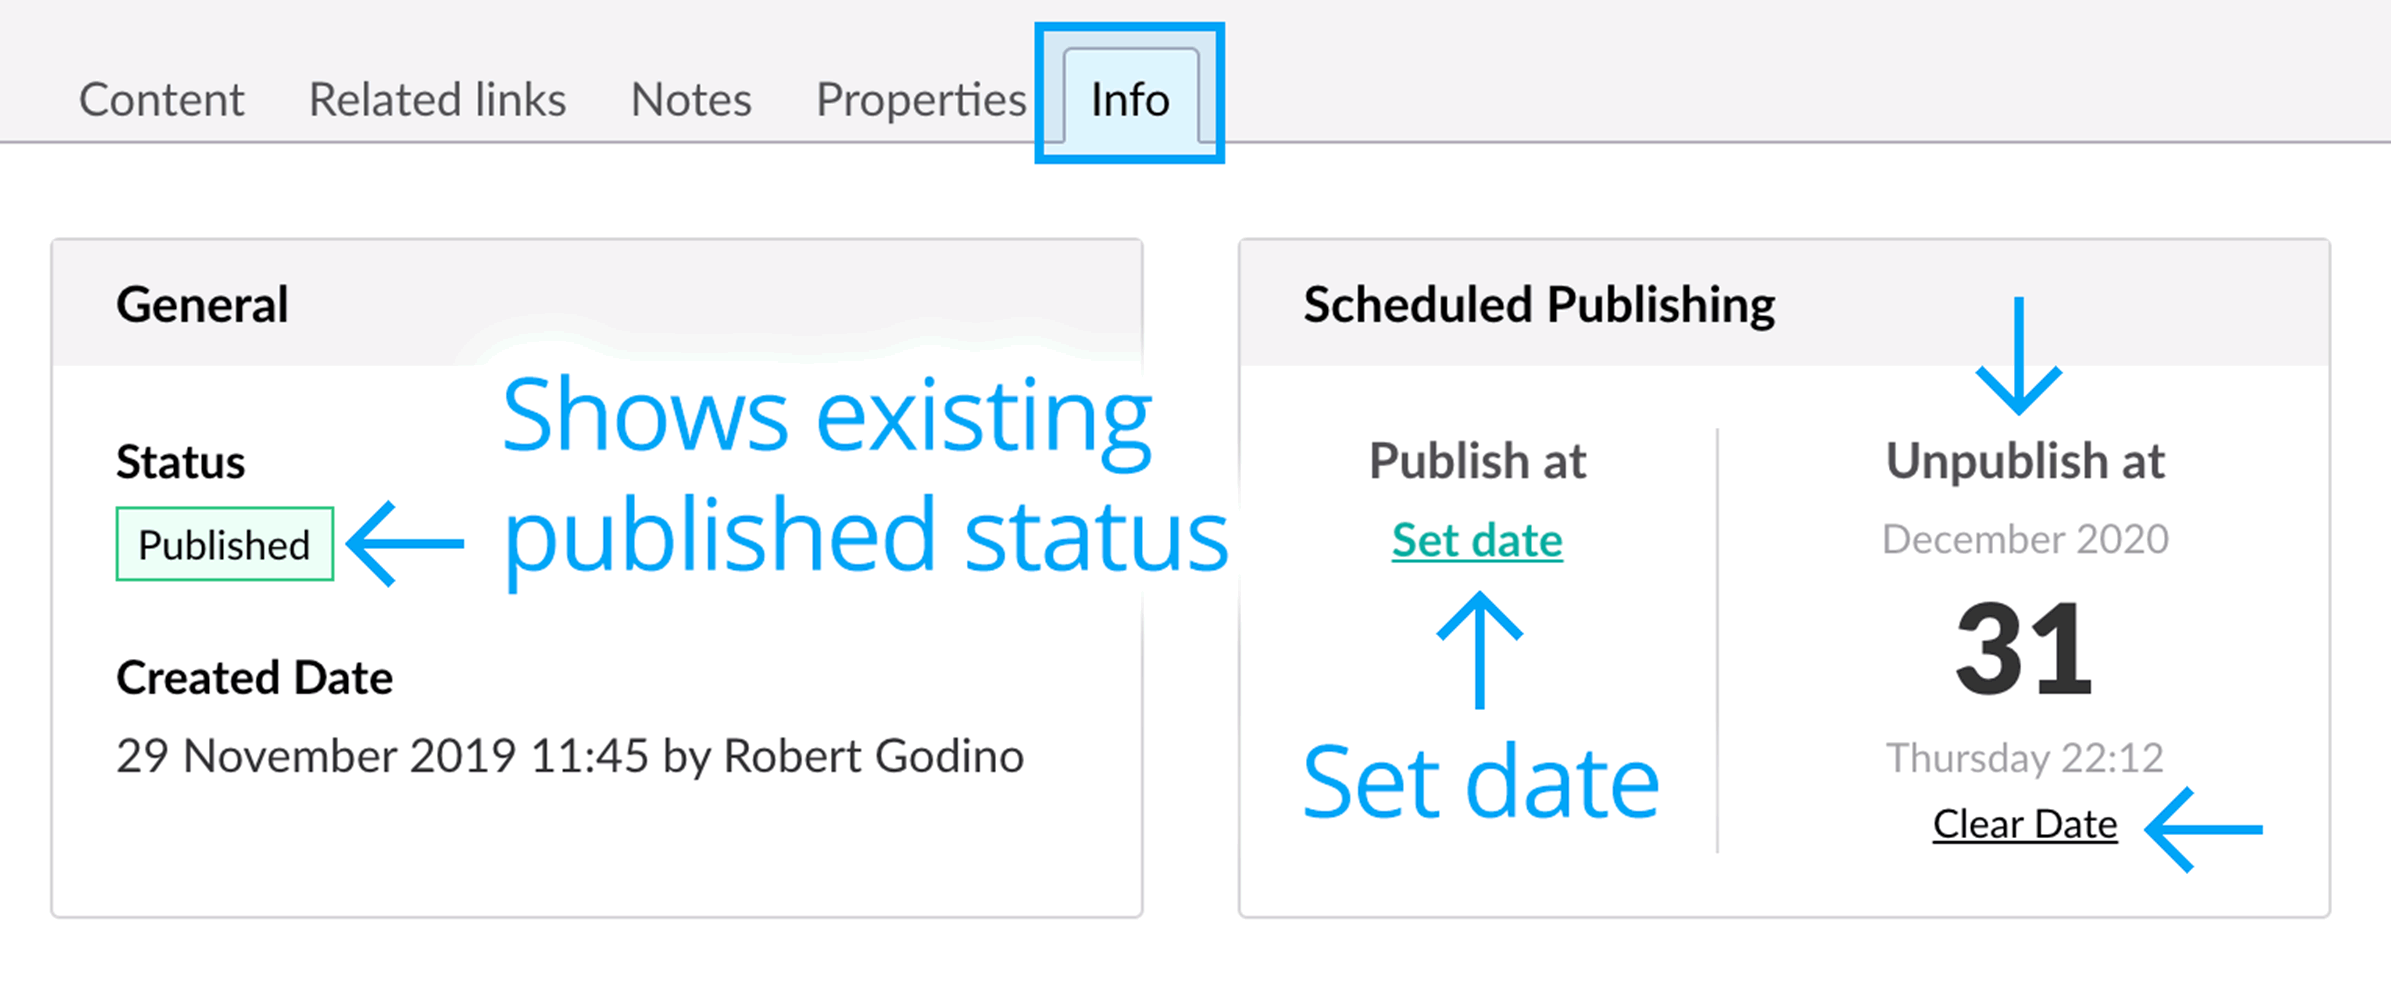 Content Related links Notes Properties Info
General
Shows existing
published status
Status
Published
Created Date
29 November 2019 11:45 by Robert Godino
Scheduled Publishing
Publish at
Set date
Set date
Unpublish at
December 2020
31
Thursday 22:12
Clear Date